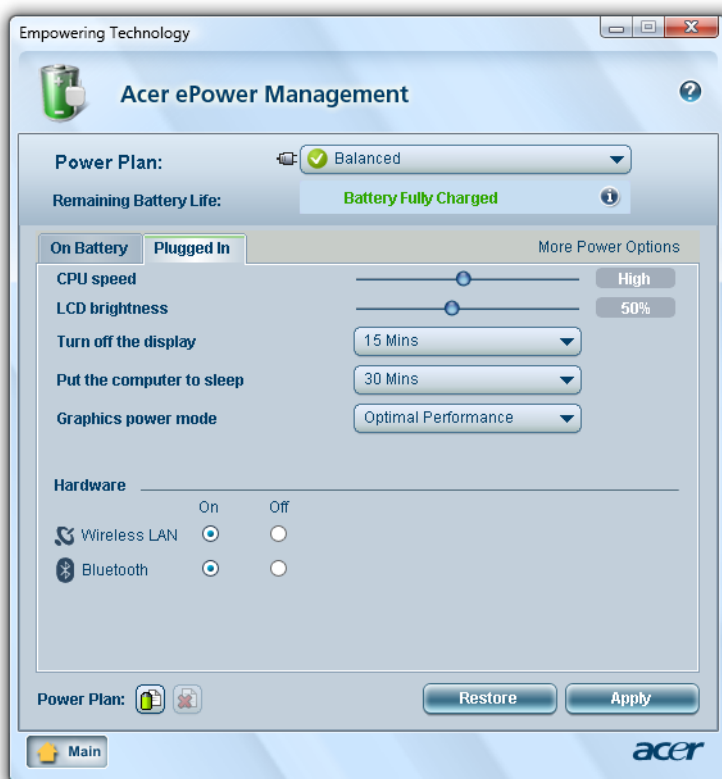 Empowering Technology
Acer ePower Management
Power Plan: Balanced
Remaining Battery Life: Battery Fully Charged
On Battery Plugged In More Power Options
CPU speed High
LCD brightness 50%
Turn off the display 15 Mins
Put the computer to sleep 30 Mins
Graphics power mode Optimal Performance
Hardware
On Off
Wireless LAN
Bluetooth
Power Plan: Restore Apply
Main acer